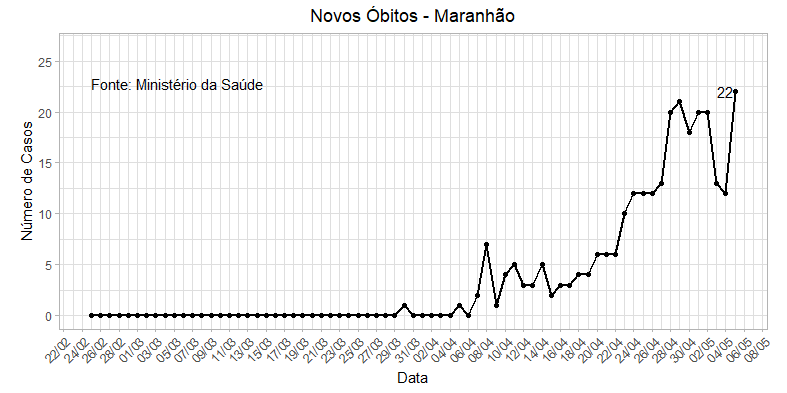 Novos Óbitos - Maranhão
25
20
15
10
5
0
Número de Casos
Fonte: Ministério da Saúde
22
22/02 24/02 26/02 28/02 01/03 03/03 05/03 07/03 09/03 11/03 13/03 15/03 17/03 19/03 21/03 23/03 25/03 27/03 29/03 31/03 02/04 04/04 06/04 08/04 10/04 12/04 14/04 16/04 18/04 20/04 22/04 24/04 26/04 28/04 30/04 02/05 04/05 06/05 08/05
Data